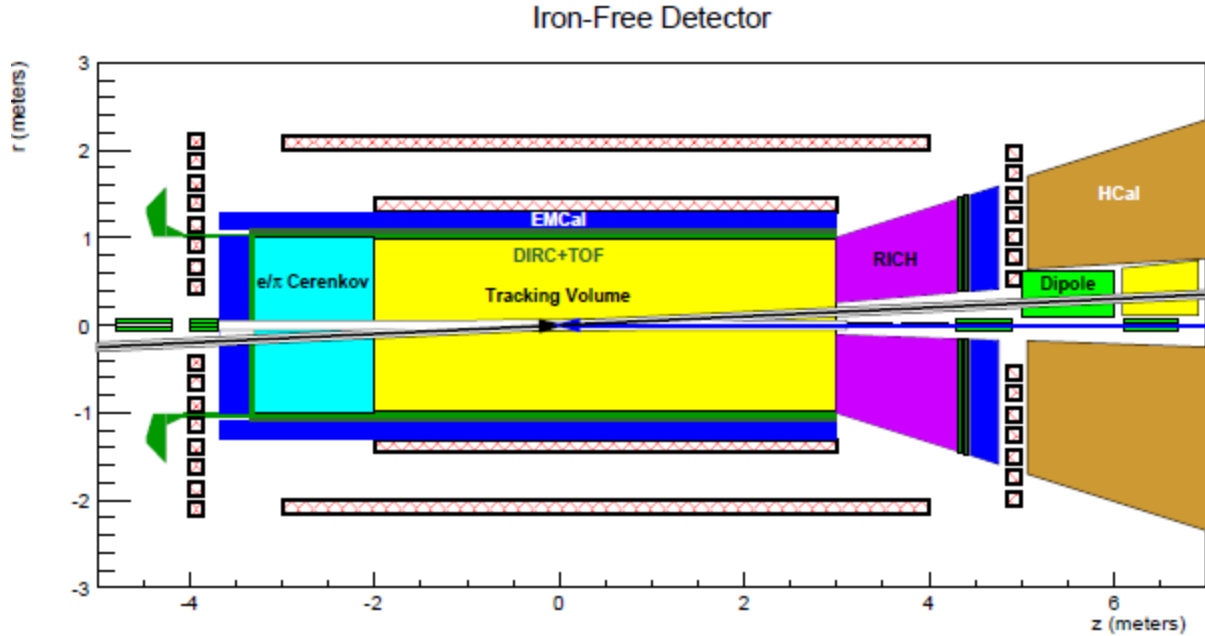 Iron-Free Detector
r (meters)
3
2
1
0
-1
-2
-3
HCal
EMCal
DIRC+TOF
RICH
e/π Cerenkov
Dipole
Tracking Volume
-4
-2
0
2
4
6
z (meters)